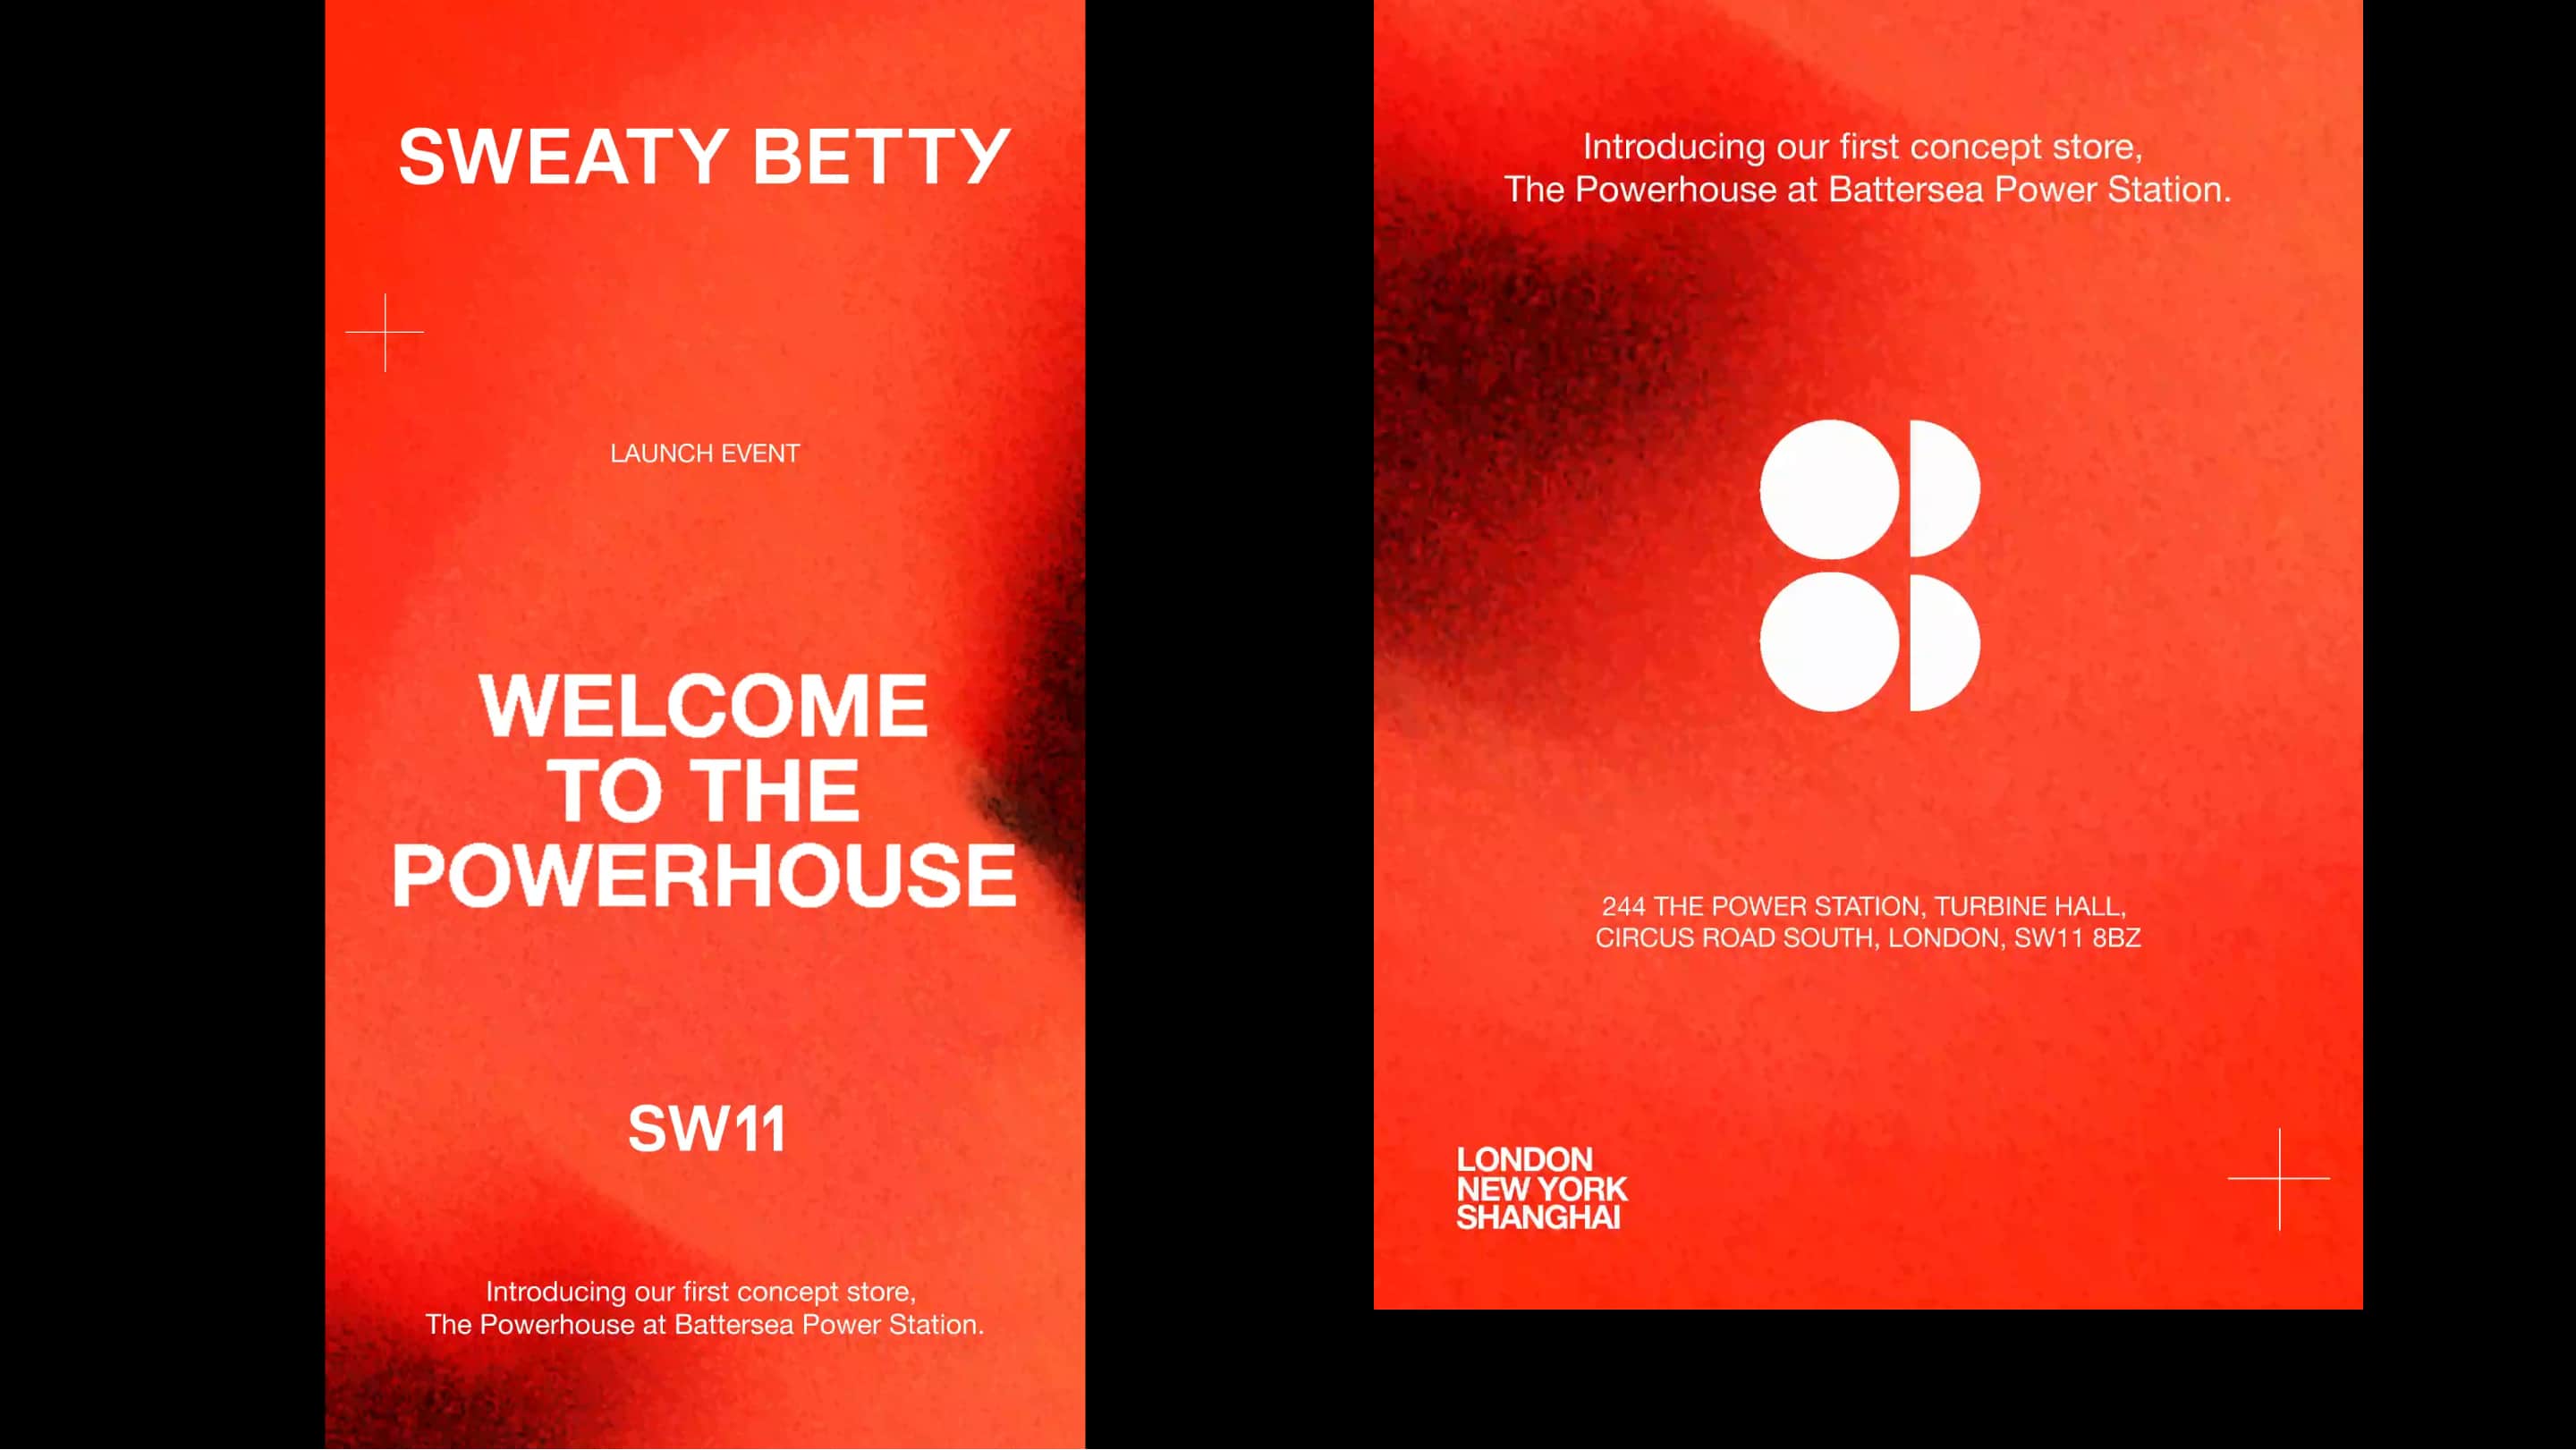 SWEATY BETTY
LAUNCH EVENT
WELCOME
TO THE
POWERHOUSE
SW11
Introducing our first concept store,
The Powerhouse at Battersea Power Station.
Introducing our first concept store,
The Powerhouse at Battersea Power Station.
244 THE POWER STATION, TURBINE HALL,
CIRCUS ROAD SOUTH, LONDON, SW11 8BZ
LONDON
NEW YORK
SHANGHAI